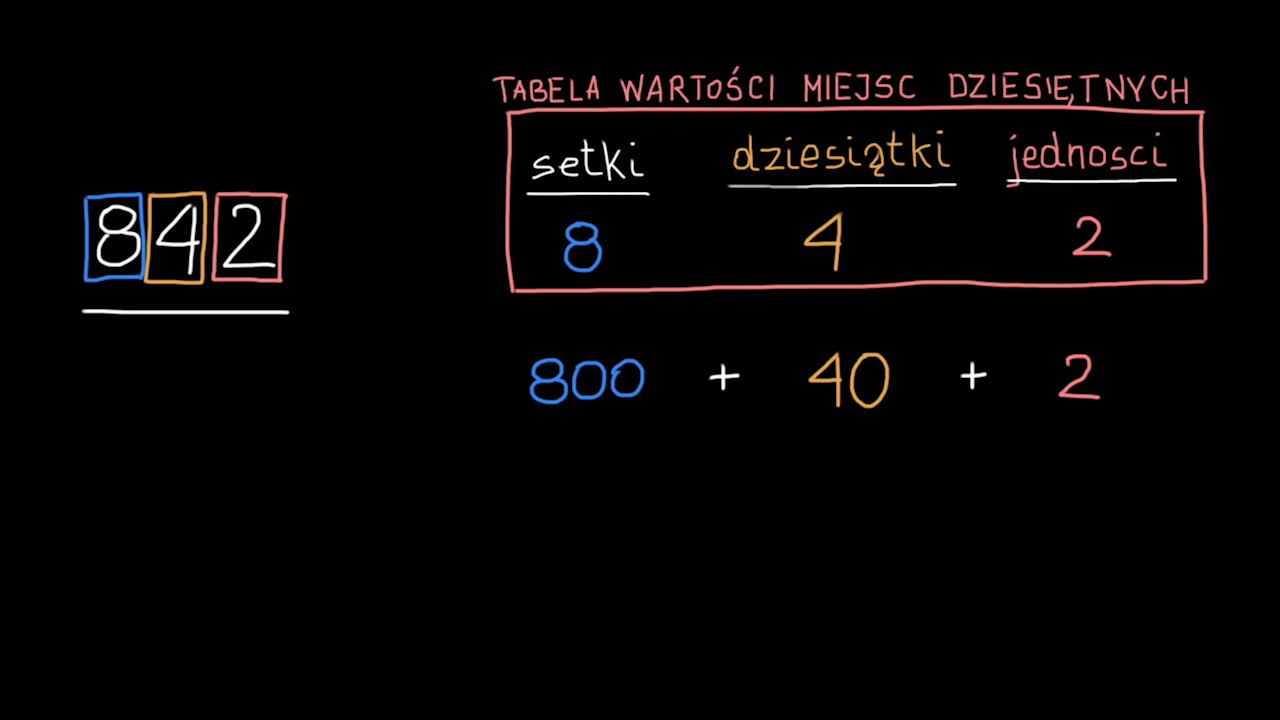 TABELA WARTOŚCI MIEJSC DZIESIĘTNYCH
setki dziesiątki jednosci
842
8 4 2
800 + 40 + 2